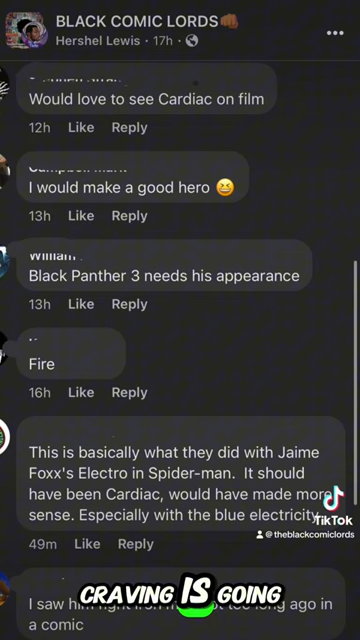 BLACK COMIC LORDS👊🏾
Hershel Lewis · 17h ·
Would love to see Cardiac on film
12h Like Reply
I would make a good hero 😆
13h Like Reply
William
Black Panther 3 needs his appearance
13h Like Reply
Fire
16h Like Reply
This is basically what they did with Jaime
Foxx's Electro in Spider-man. It should
have been Cardiac, would have made more
sense. Especially with the blue electricity
TikTok
@theblackcomiclords
49m Like Reply
CRAVING IS GOING
I saw him right long ago in
a comic